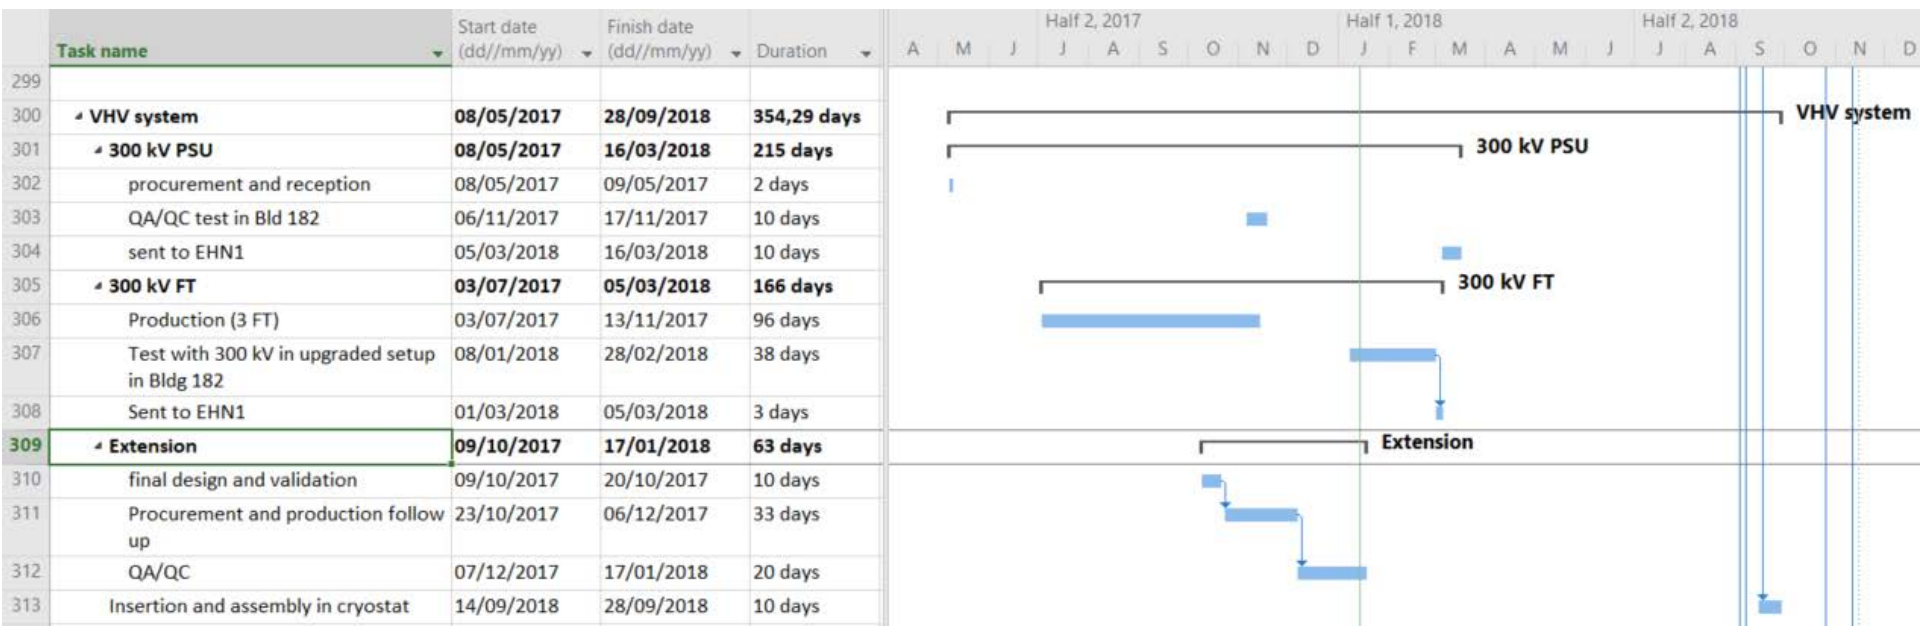 Half 2, 2017 Half 1, 2018 Half 2, 2018
Start date Finish date
Task name (dd//mm/yy) (dd//mm/yy) Duration A M J J A S O N D J F M A M J J A S O N D
299
300 VHV system 08/05/2017 28/09/2018 354,29 days VHV system
301 300 kV PSU 08/05/2017 16/03/2018 215 days 300 kV PSU
302 procurement and reception 08/05/2017 09/05/2017 2 days
303 QA/QC test in Bld 182 06/11/2017 17/11/2017 10 days
304 sent to EHN1 05/03/2018 16/03/2018 10 days
305 300 kV FT 03/07/2017 05/03/2018 166 days 300 kV FT
306 Production (3 FT) 03/07/2017 13/11/2017 96 days
307 Test with 300 kV in upgraded setup 08/01/2018 28/02/2018 38 days
in Bldg 182
308 Sent to EHN1 01/03/2018 05/03/2018 3 days
309 Extension 09/10/2017 17/01/2018 63 days Extension
310 final design and validation 09/10/2017 20/10/2017 10 days
311 Procurement and production follow 23/10/2017 06/12/2017 33 days
up
312 QA/QC 07/12/2017 17/01/2018 20 days
313 Insertion and assembly in cryostat 14/09/2018 28/09/2018 10 days